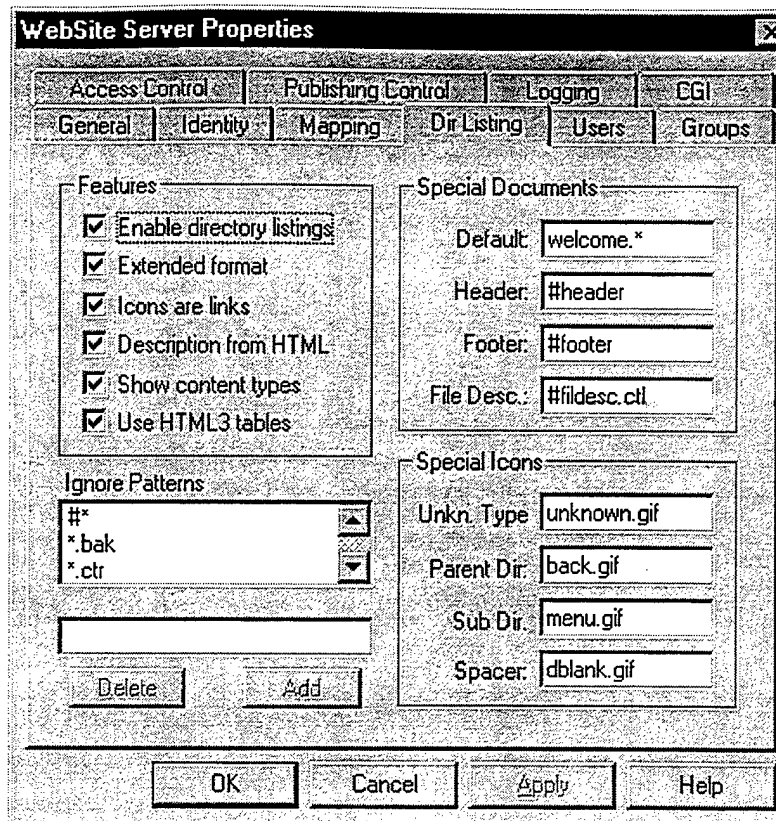 WebSite Server Properties
Access Control Publishing Control Logging CGI
General Identity Mapping Dir Listing Users Groups
Features
Enable directory listings
Extended format
Icons are links
Description from HTML
Show content types
Use HTML3 tables
Ignore Patterns
#*
*.bak
*.ctr
Delete Add
Special Documents
Default: welcome.*
Header: #header
Footer: #footer
File Desc.: #fildesc.ctl
Special Icons
Unkn. Type unknown.gif
Parent Dir: back.gif
Sub Dir. menu.gif
Spacer: dblank.gif
OK Cancel Apply Help